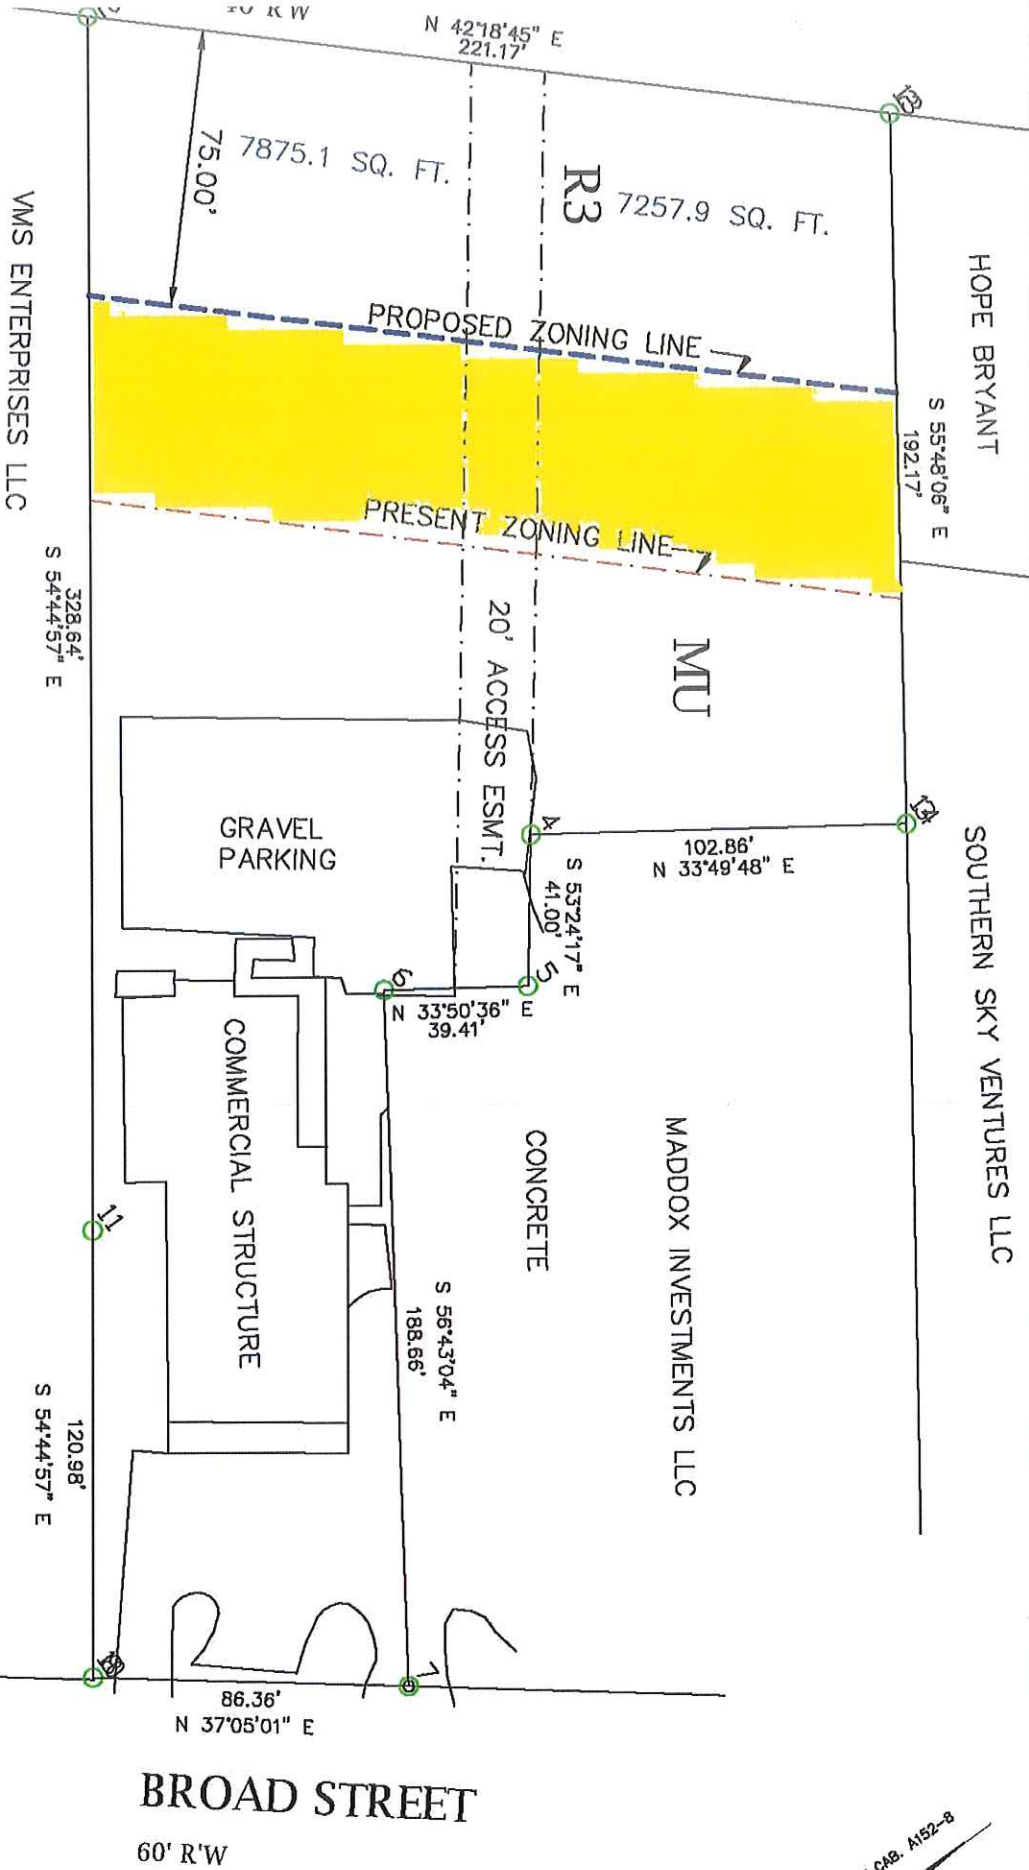 40' R'W
N 42°18'45" E
221.17'
13
75.00'
7875.1 SQ. FT.
R3
7257.9 SQ. FT.
VMS ENTERPRISES LLC
HOPE BRYANT
PROPOSED ZONING LINE
S 55°48'06" E
192.17'
PRESENT ZONING LINE
328.64'
S 54°44'57" E
20' ACCESS ESMT.
MU
GRAVEL
PARKING
4
102.86'
N 33°49'48" E
SOUTHERN SKY VENTURES LLC
S 53°24'17" E
41.00'
5
6
N 33°50'36" E
39.41'
COMMERCIAL STRUCTURE
CONCRETE
MADDOX INVESTMENTS LLC
11
S 56°43'04" E
188.66'
120.98'
S 54°44'57" E
7
86.36'
N 37°05'01" E
BROAD STREET
60' R'W
CAB. A152-8